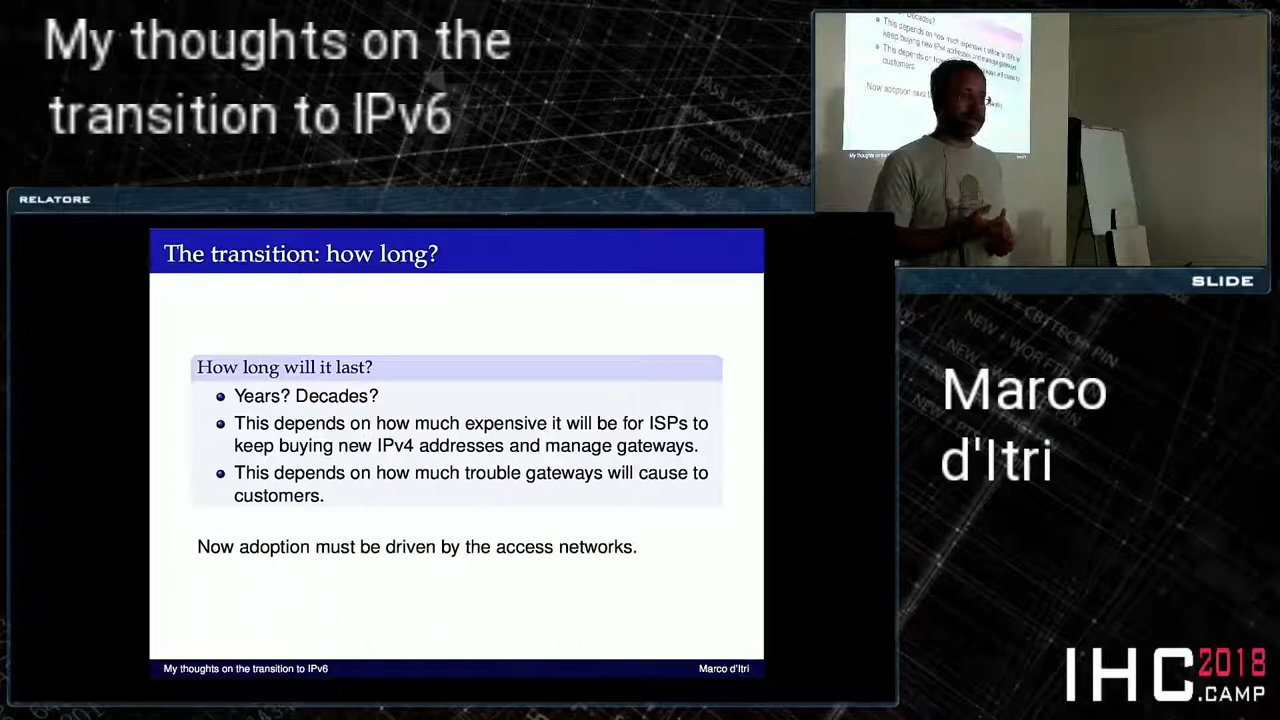 My thoughts on the
transition to IPv6
RELATORE
The transition: how long?
How long will it last?
Years? Decades?
This depends on how much expensive it will be for ISPs to
keep buying new IPv4 addresses and manage gateways.
This depends on how much trouble gateways will cause to
customers.
Now adoption must be driven by the access networks.
My thoughts on the transition to IPv6
Marco d'Itri
SLIDE
Marco
d'Itri
IHC 2018
.CAMP